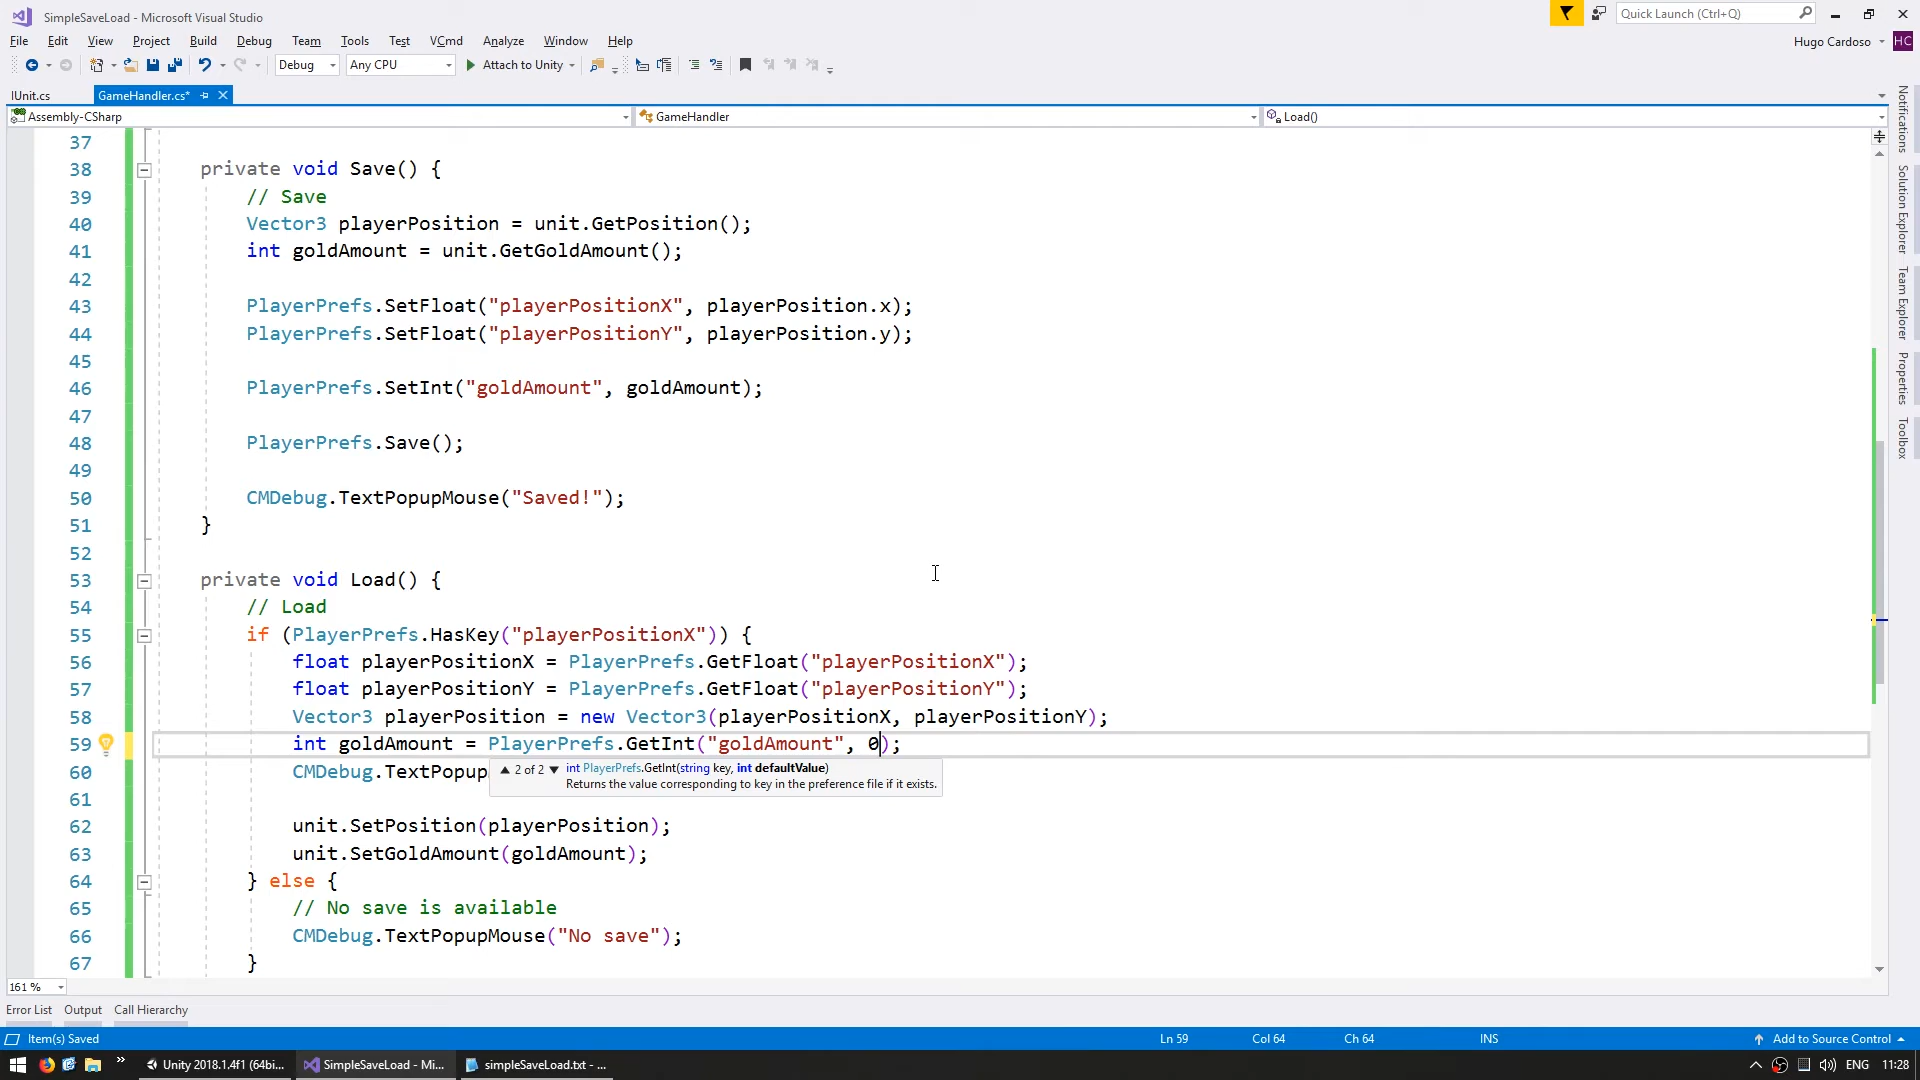 SimpleSaveLoad - Microsoft Visual Studio
Quick Launch (Ctrl+Q)
File Edit View Project Build Debug Team Tools Test VCmd Analyze Window Help
Hugo Cardoso HC
Debug Any CPU Attach to Unity
IUnit.cs GameHandler.cs*
Assembly-CSharp GameHandler Load()
37
38 private void Save() {
39 // Save
40 Vector3 playerPosition = unit.GetPosition();
41 int goldAmount = unit.GetGoldAmount();
42
43 PlayerPrefs.SetFloat("playerPositionX", playerPosition.x);
44 PlayerPrefs.SetFloat("playerPositionY", playerPosition.y);
45
46 PlayerPrefs.SetInt("goldAmount", goldAmount);
47
48 PlayerPrefs.Save();
49
50 CMDebug.TextPopupMouse("Saved!");
51 }
52
53 private void Load() {
54 // Load
55 if (PlayerPrefs.HasKey("playerPositionX")) {
56 float playerPositionX = PlayerPrefs.GetFloat("playerPositionX");
57 float playerPositionY = PlayerPrefs.GetFloat("playerPositionY");
58 Vector3 playerPosition = new Vector3(playerPositionX, playerPositionY);
59 int goldAmount = PlayerPrefs.GetInt("goldAmount", 0);
2 of 2 int PlayerPrefs.GetInt(string key, int defaultValue)
Returns the value corresponding to key in the preference file if it exists.
60 CMDebug.TextPopup
61
62 unit.SetPosition(playerPosition);
63 unit.SetGoldAmount(goldAmount);
64 } else {
65 // No save is available
66 CMDebug.TextPopupMouse("No save");
67 }
Notifications
Solution Explorer
Team Explorer
Properties
Toolbox
161 %
Error List Output Call Hierarchy
Item(s) Saved Ln 59 Col 64 Ch 64 INS Add to Source Control
» Unity 2018.1.4f1 (64bi... SimpleSaveLoad - Mi... simpleSaveLoad.txt - ... ENG 11:28